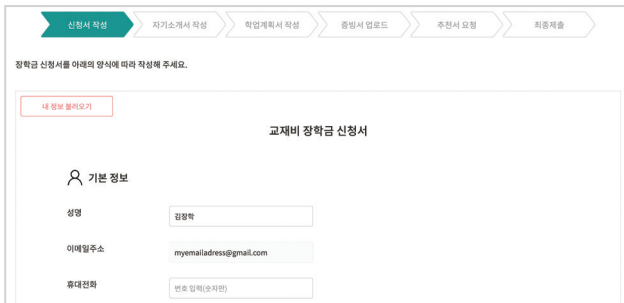 신청서 작성
자기소개서 작성
학업계획서 작성
증빙서 업로드
추천서 요청
최종제출
장학금 신청서를 아래의 양식에 따라 작성해 주세요.
내 정보 불러오기
교재비 장학금 신청서
기본 정보
성명
김장학
이메일주소
myemailadress@gmail.com
휴대전화
번호 입력(숫자만)